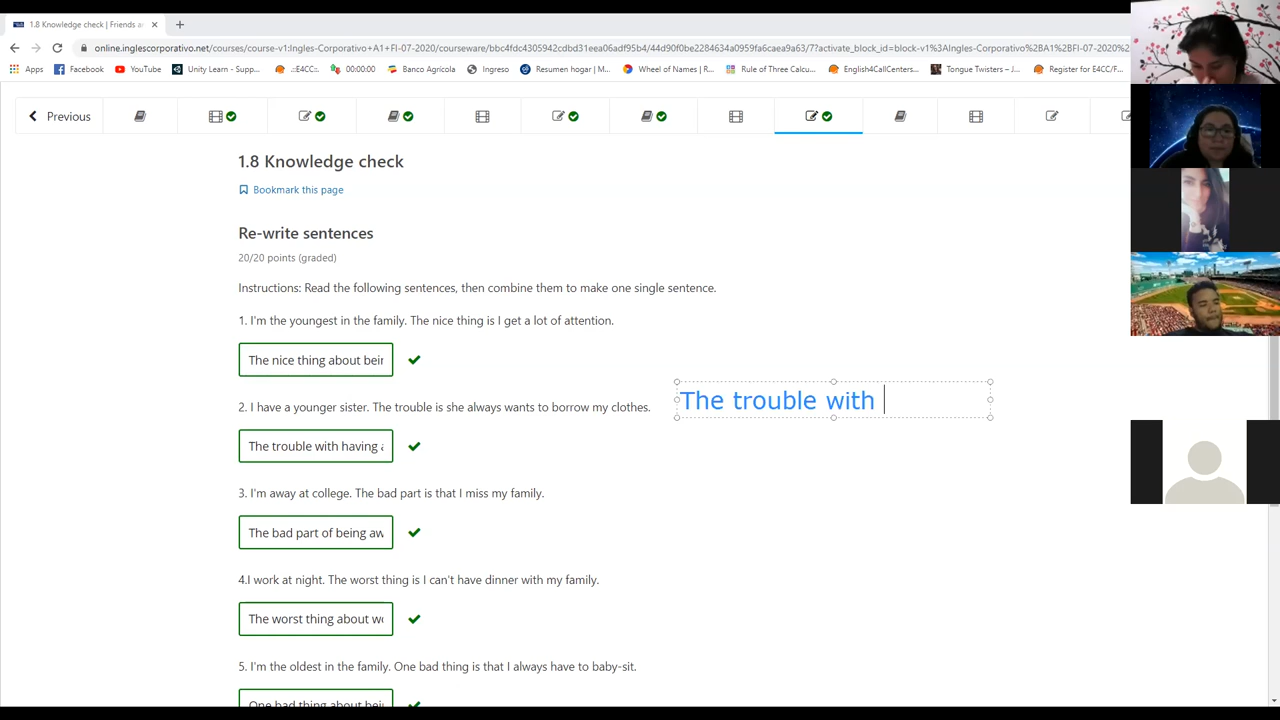 1.8 Knowledge check | Friends a
online.inglescorporativo.net/courses/course-v1:Ingles-Corporativo+A1+FI-07-2020/courseware/bbc4fdc4305942cdbd31eea06adf95b4/44d90f0be2284634a0959fa6caea9a63/7?activate_block_id=block-v1%3AIngles-Corporativo%2BA1%2BFI-07-2020%
Apps Facebook YouTube Unity Learn - Supp... .::E4CC:. 00:00:00 Banco Agrícola Ingreso Resumen hogar | M... Wheel of Names | R... Rule of Three Calcu... English4CallCenters... Tongue Twisters – J... Register for E4CC/F...
Previous
1.8 Knowledge check
Bookmark this page
Re-write sentences
20/20 points (graded)
Instructions: Read the following sentences, then combine them to make one single sentence.
1. I'm the youngest in the family. The nice thing is I get a lot of attention.
The nice thing about bein
The trouble with
2. I have a younger sister. The trouble is she always wants to borrow my clothes.
The trouble with having a
3. I'm away at college. The bad part is that I miss my family.
The bad part of being aw
4.I work at night. The worst thing is I can't have dinner with my family.
The worst thing about wo
5. I'm the oldest in the family. One bad thing is that I always have to baby-sit.
One bad thing about bei